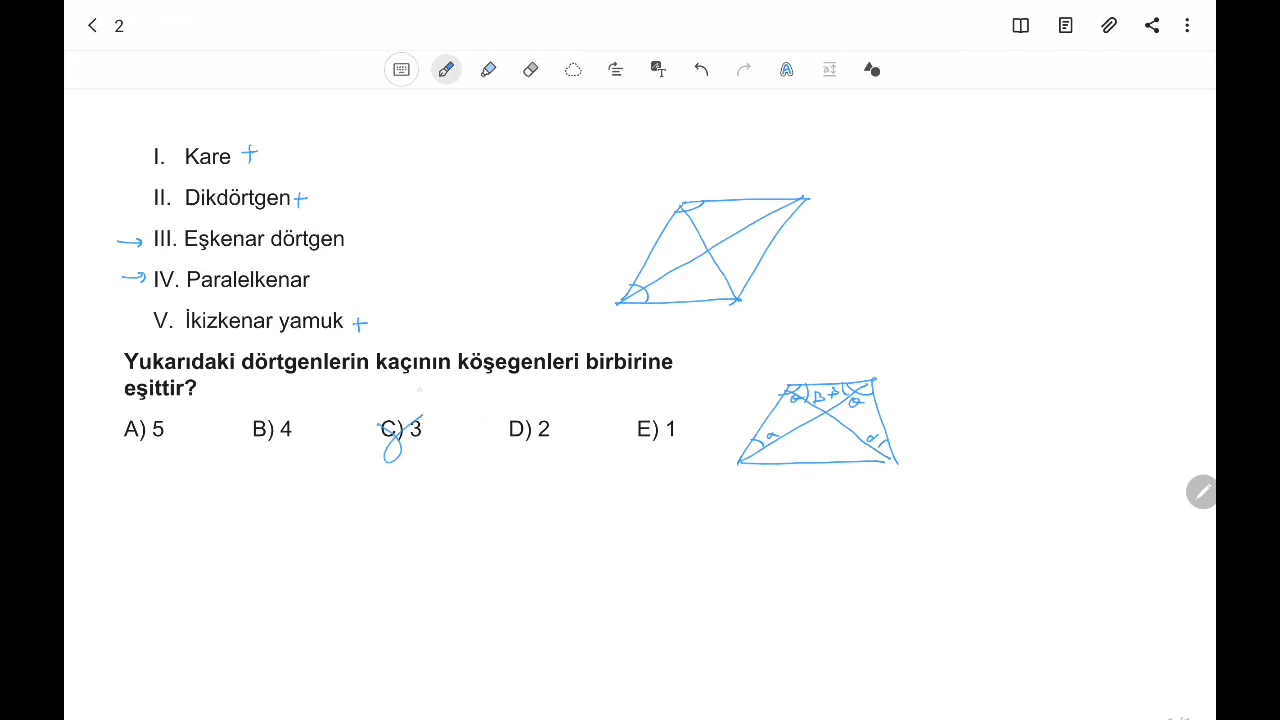 2
I. Kare +
II. Dikdörtgen +
→ III. Eşkenar dörtgen
→ IV. Paralelkenar
V. İkizkenar yamuk +
Yukarıdaki dörtgenlerin kaçının köşegenleri birbirine
eşittir?
A) 5 B) 4 C) 3 D) 2 E) 1
α α